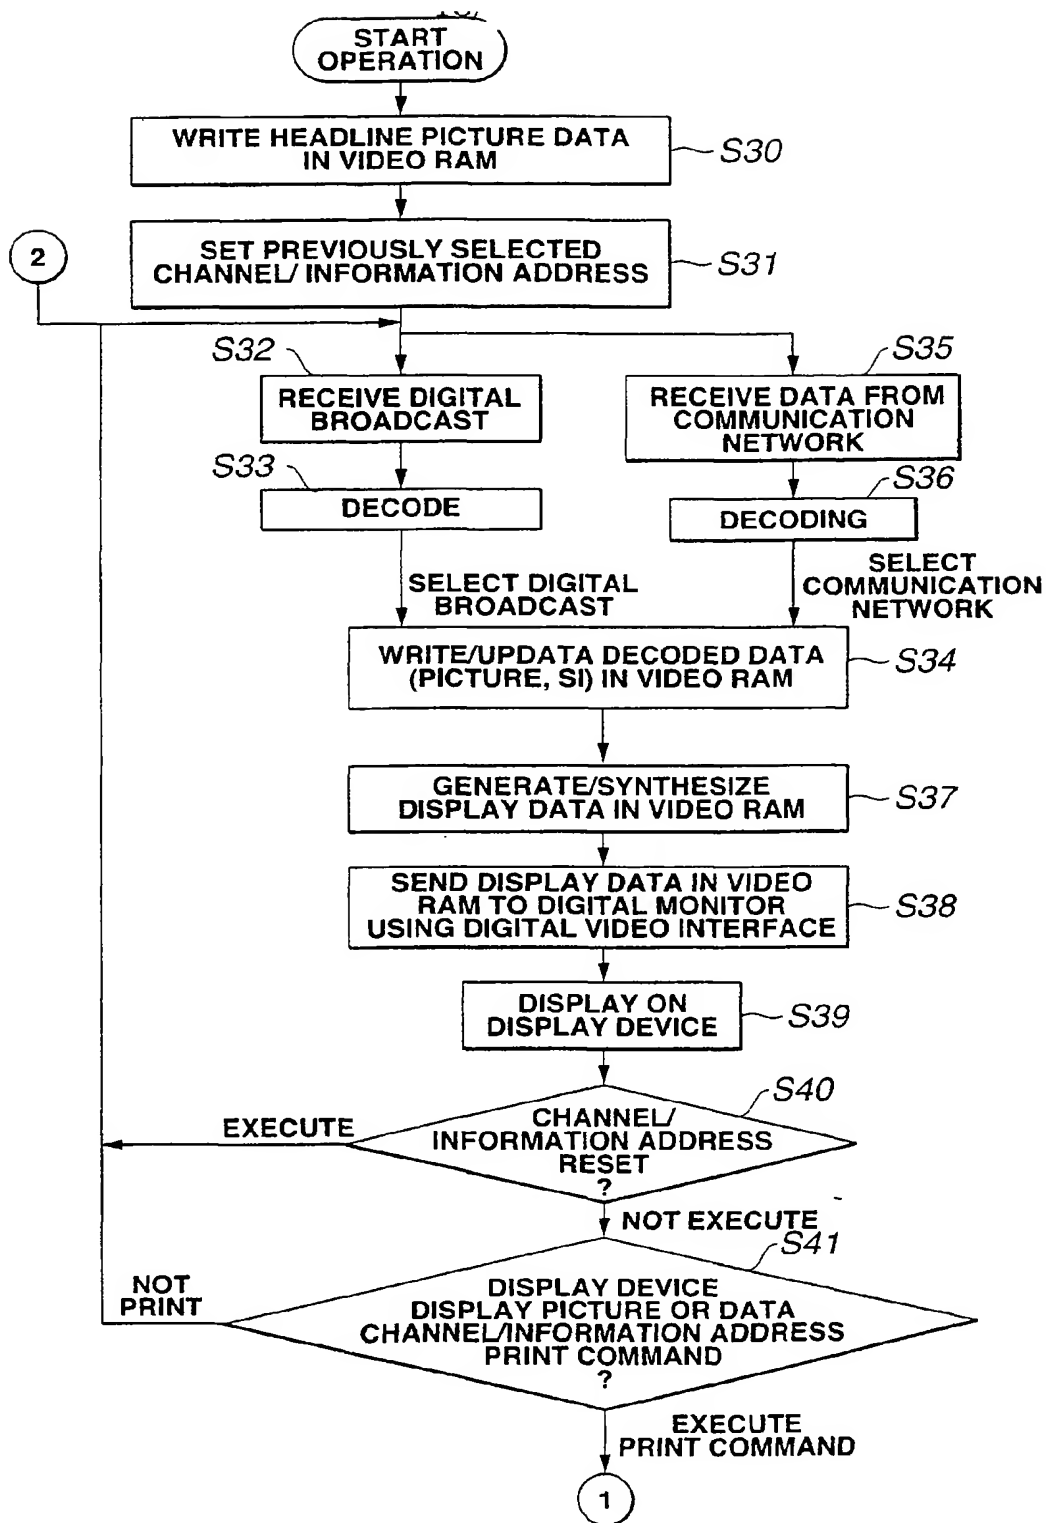 START
OPERATION
WRITE HEADLINE PICTURE DATA
IN VIDEO RAM
S30
2
SET PREVIOUSLY SELECTED
CHANNEL/ INFORMATION ADDRESS
S31
S32
RECEIVE DIGITAL
BROADCAST
S35
RECEIVE DATA FROM
COMMUNICATION
NETWORK
S33
DECODE
S36
DECODING
SELECT DIGITAL
BROADCAST
SELECT
COMMUNICATION
NETWORK
WRITE/UPDATA DECODED DATA
(PICTURE, SI) IN VIDEO RAM
S34
GENERATE/SYNTHESIZE
DISPLAY DATA IN VIDEO RAM
S37
SEND DISPLAY DATA IN VIDEO
RAM TO DIGITAL MONITOR
USING DIGITAL VIDEO INTERFACE
S38
DISPLAY ON
DISPLAY DEVICE
S39
S40
EXECUTE
CHANNEL/
INFORMATION ADDRESS
RESET
?
NOT EXECUTE
S41
NOT
PRINT
DISPLAY DEVICE
DISPLAY PICTURE OR DATA
CHANNEL/INFORMATION ADDRESS
PRINT COMMAND
?
EXECUTE
PRINT COMMAND
1